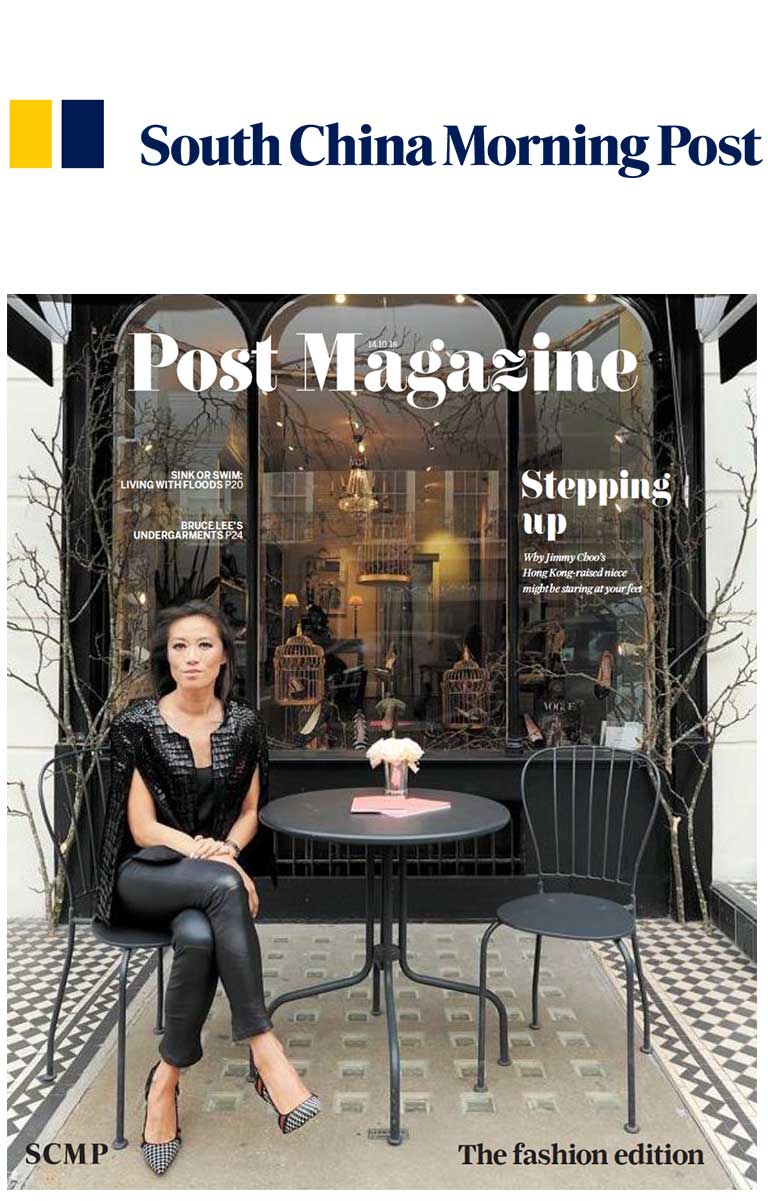 South China Morning Post
14.10.18
Post Magazine
SINK OR SWIM:
LIVING WITH FLOODS P20
BRUCE LEE'S
UNDERGARMENTS P24
Stepping
up
Why Jimmy Choo's
Hong Kong-raised niece
might be staring at your feet
VOGUE
SCMP
The fashion edition